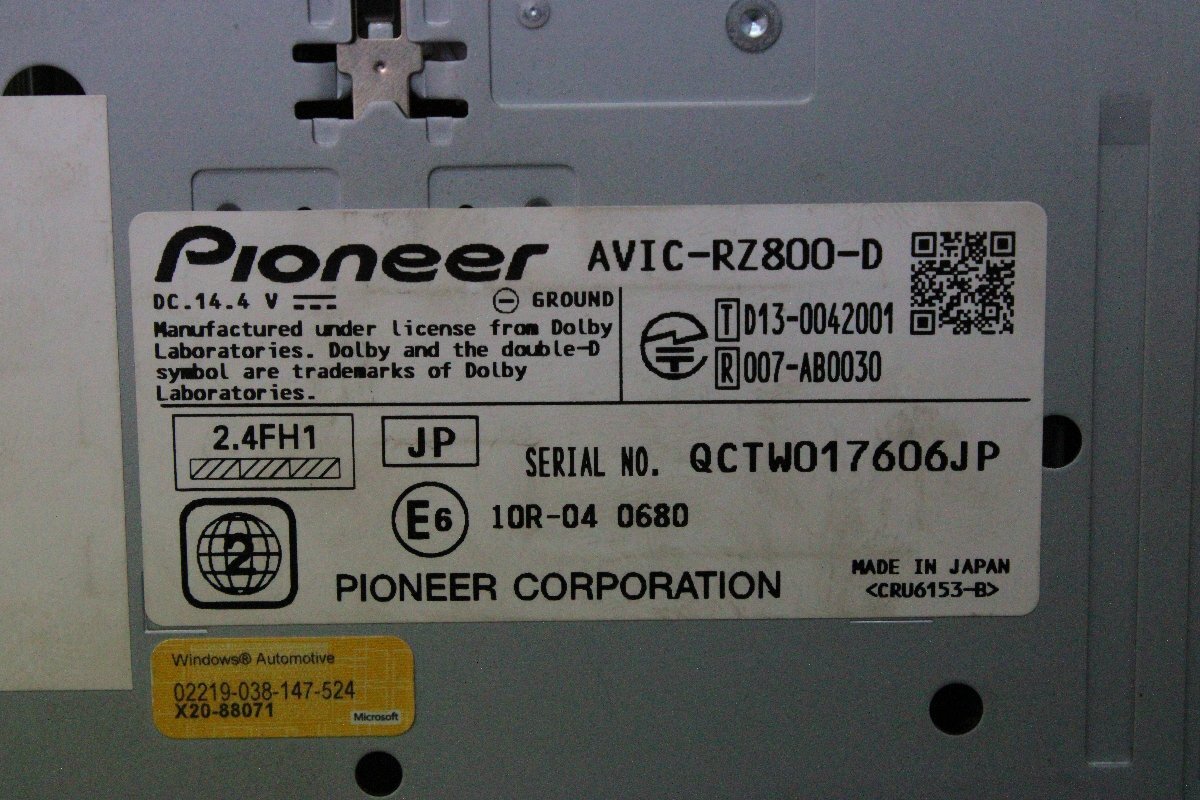 Pioneer AVIC-RZ800-D
DC.14.4 V GROUND
Manufactured under license from Dolby
Laboratories. Dolby and the double-D
symbol are trademarks of Dolby
Laboratories.
T D13-0042001
R 007-AB0030
2.4FH1
JP
SERIAL NO. QCTW017606JP
2
E6 10R-04 0680
PIONEER CORPORATION
MADE IN JAPAN
<CRU6153-B>
Windows® Automotive
02219-038-147-524
X20-88071
Microsoft